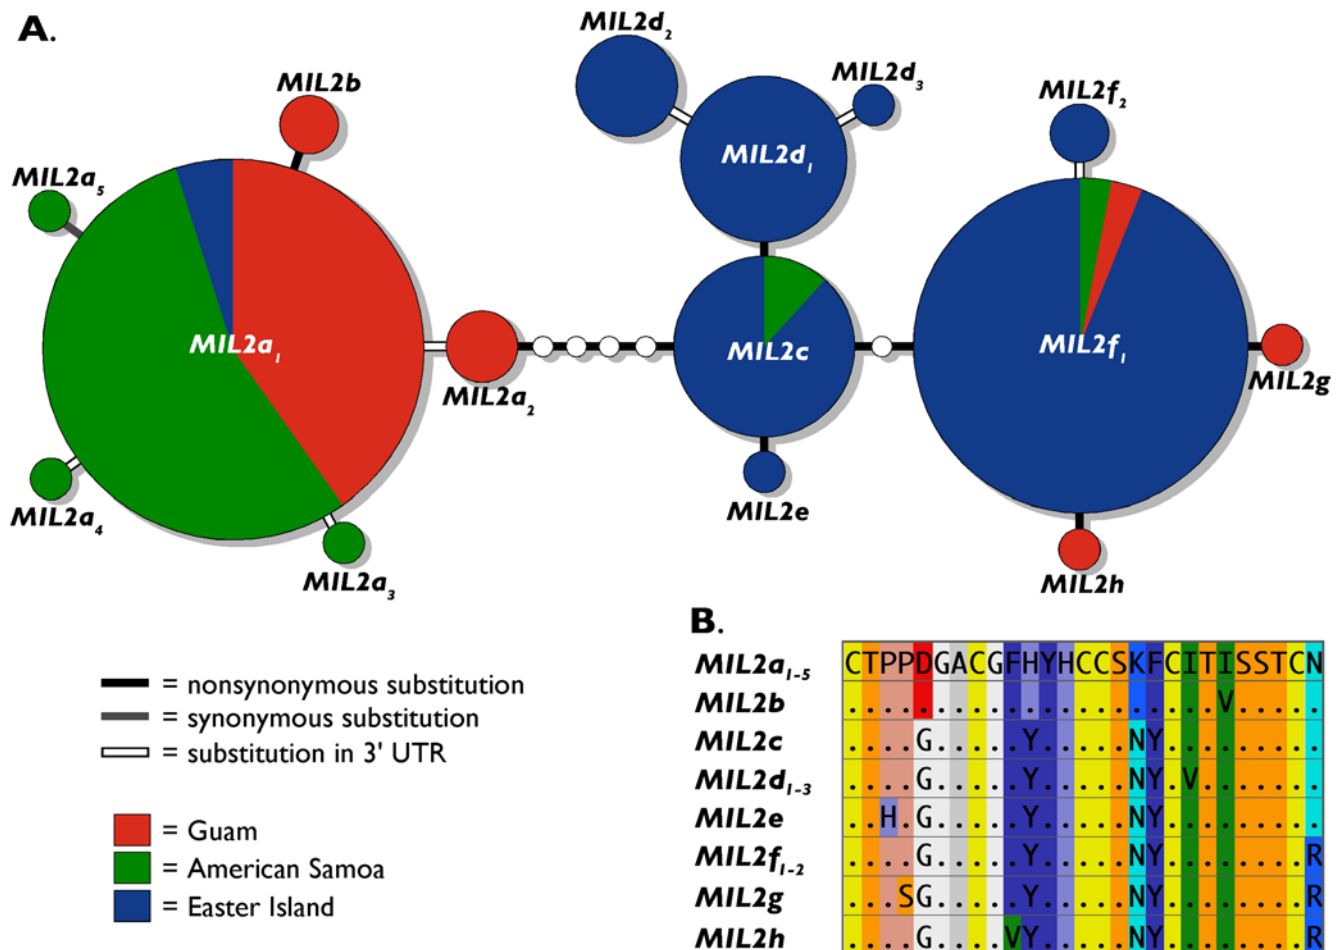 A.
MIL2b
MIL2d₂
MIL2d₃
MIL2f₂
MIL2a₅
MIL2d₁
MIL2a₁
MIL2c
MIL2f₁
MIL2g
MIL2a₂
MIL2a₄
MIL2e
MIL2a₃
MIL2h
= nonsynonymous substitution
= synonymous substitution
= substitution in 3' UTR
= Guam
= American Samoa
= Easter Island
B.
MIL2a₁₋₅ CTPPDGACGFHYHCCSKFCITISSTCN
MIL2b .....................V.....
MIL2c ....G.....Y.....NY.........
MIL2d₁₋₃ ....G.....Y.....NY.V.......
MIL2e ..H.G.....Y.....NY.........
MIL2f₁₋₂ ....G.....Y.....NY........R
MIL2g ...SG.....Y.....NY........R
MIL2h ....G....VY.....NY........R